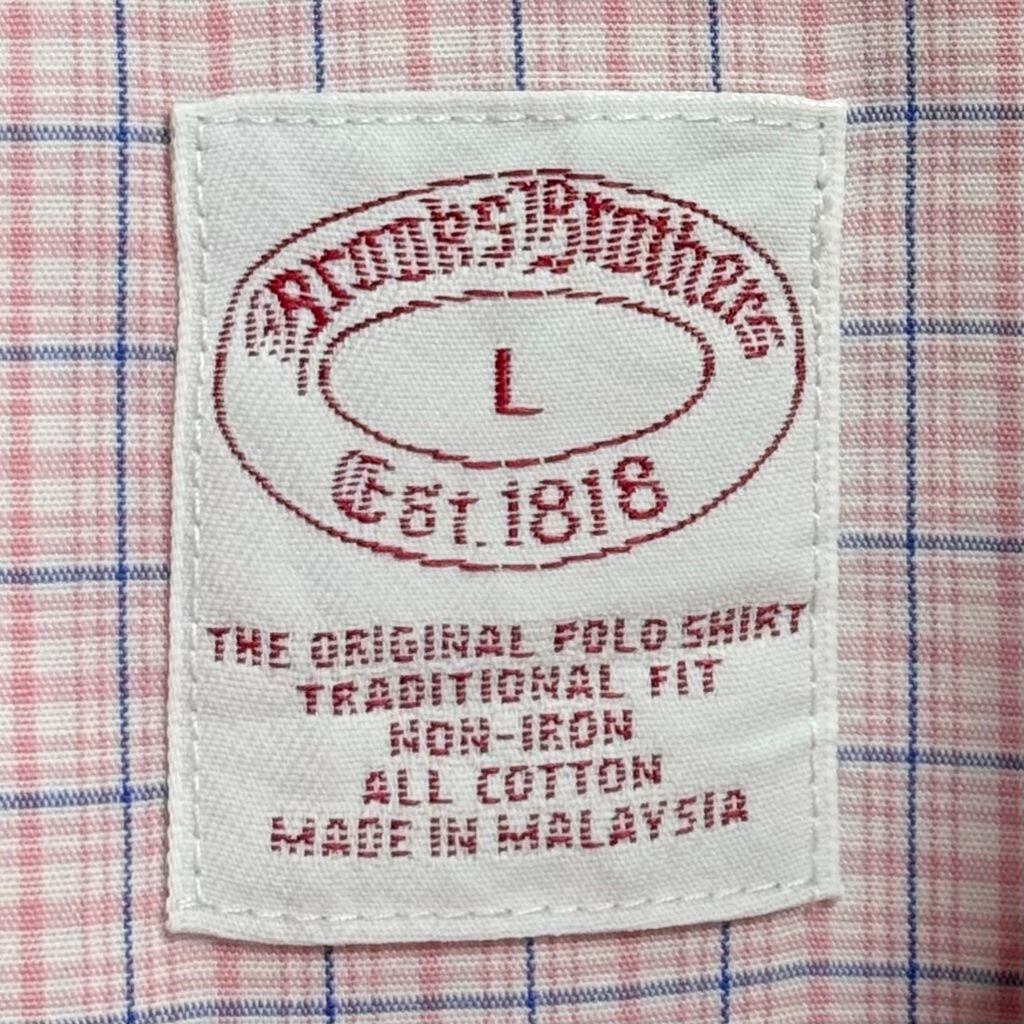 Brooks Brothers
L
Est. 1818
THE ORIGINAL POLO SHIRT
TRADITIONAL FIT
NON-IRON
ALL COTTON
MADE IN MALAYSIA